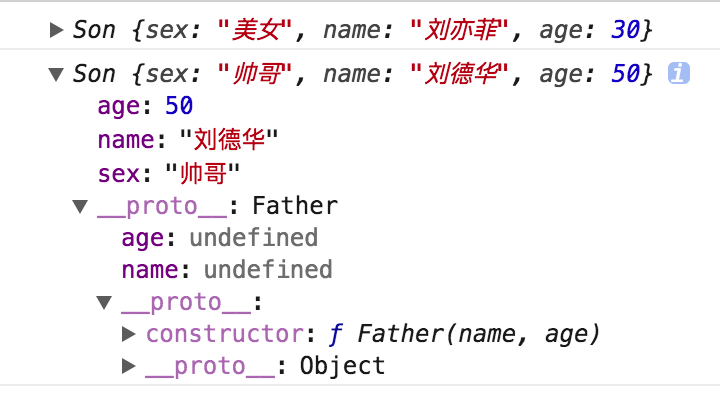 ▶ Son {sex: "美女", name: "刘亦菲", age: 30}
▼ Son {sex: "帅哥", name: "刘德华", age: 50} i
age: 50
name: "刘德华"
sex: "帅哥"
▼ __proto__: Father
age: undefined
name: undefined
▼ __proto__:
▶ constructor: ƒ Father(name, age)
▶ __proto__: Object